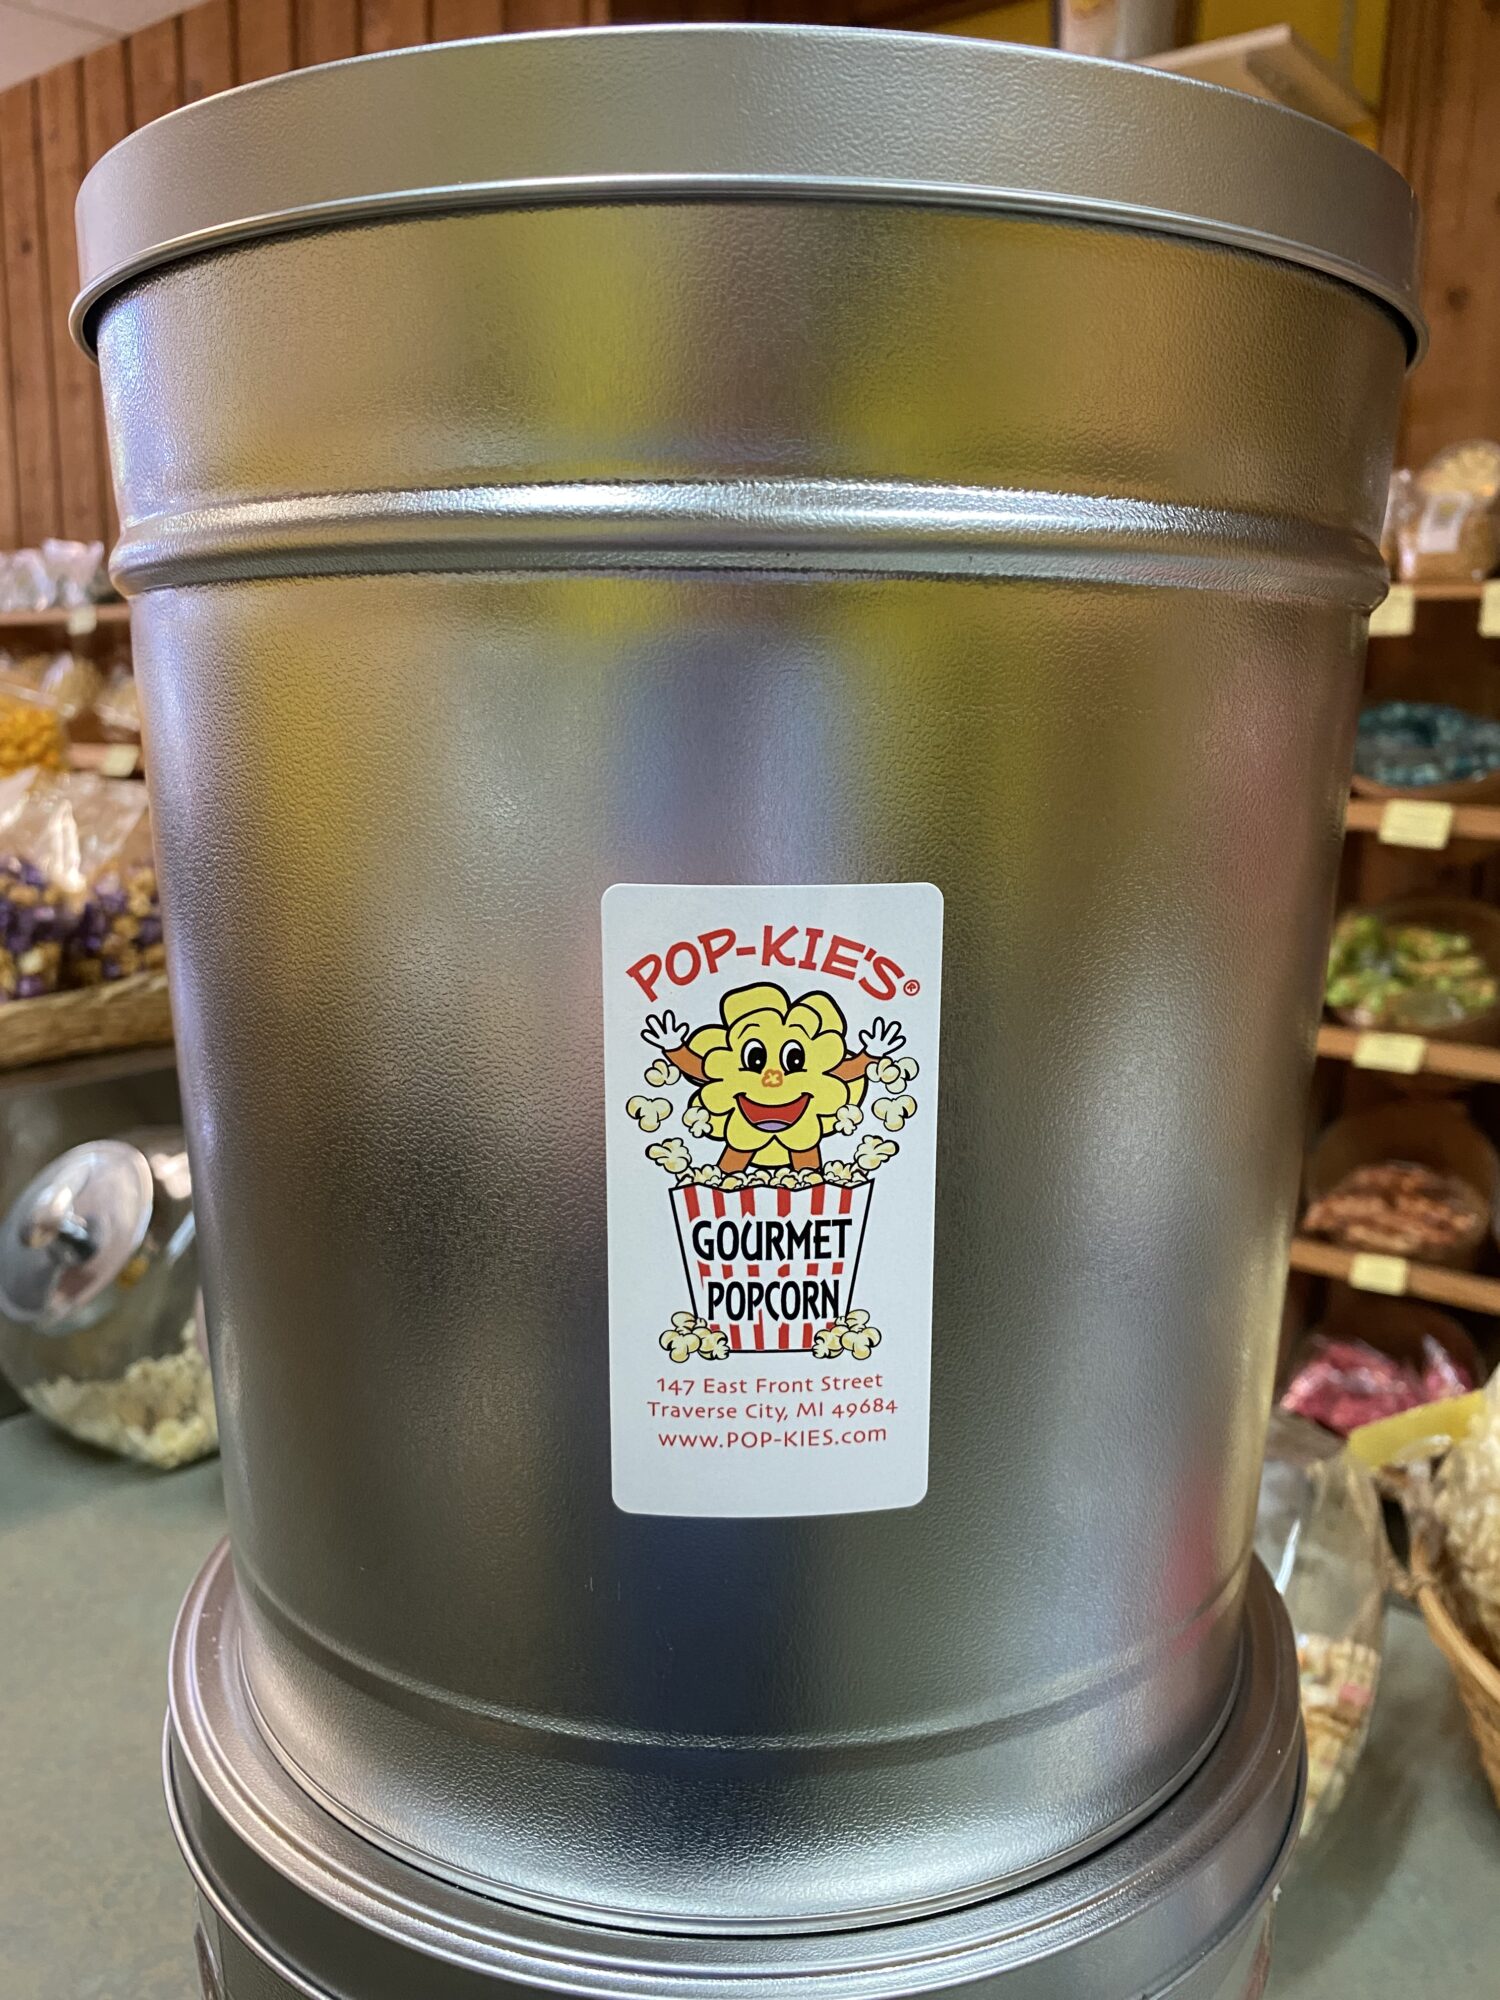 POP-KIE'S®
GOURMET
POPCORN
147 East Front Street
Traverse City, MI 49684
www.POP-KIES.com